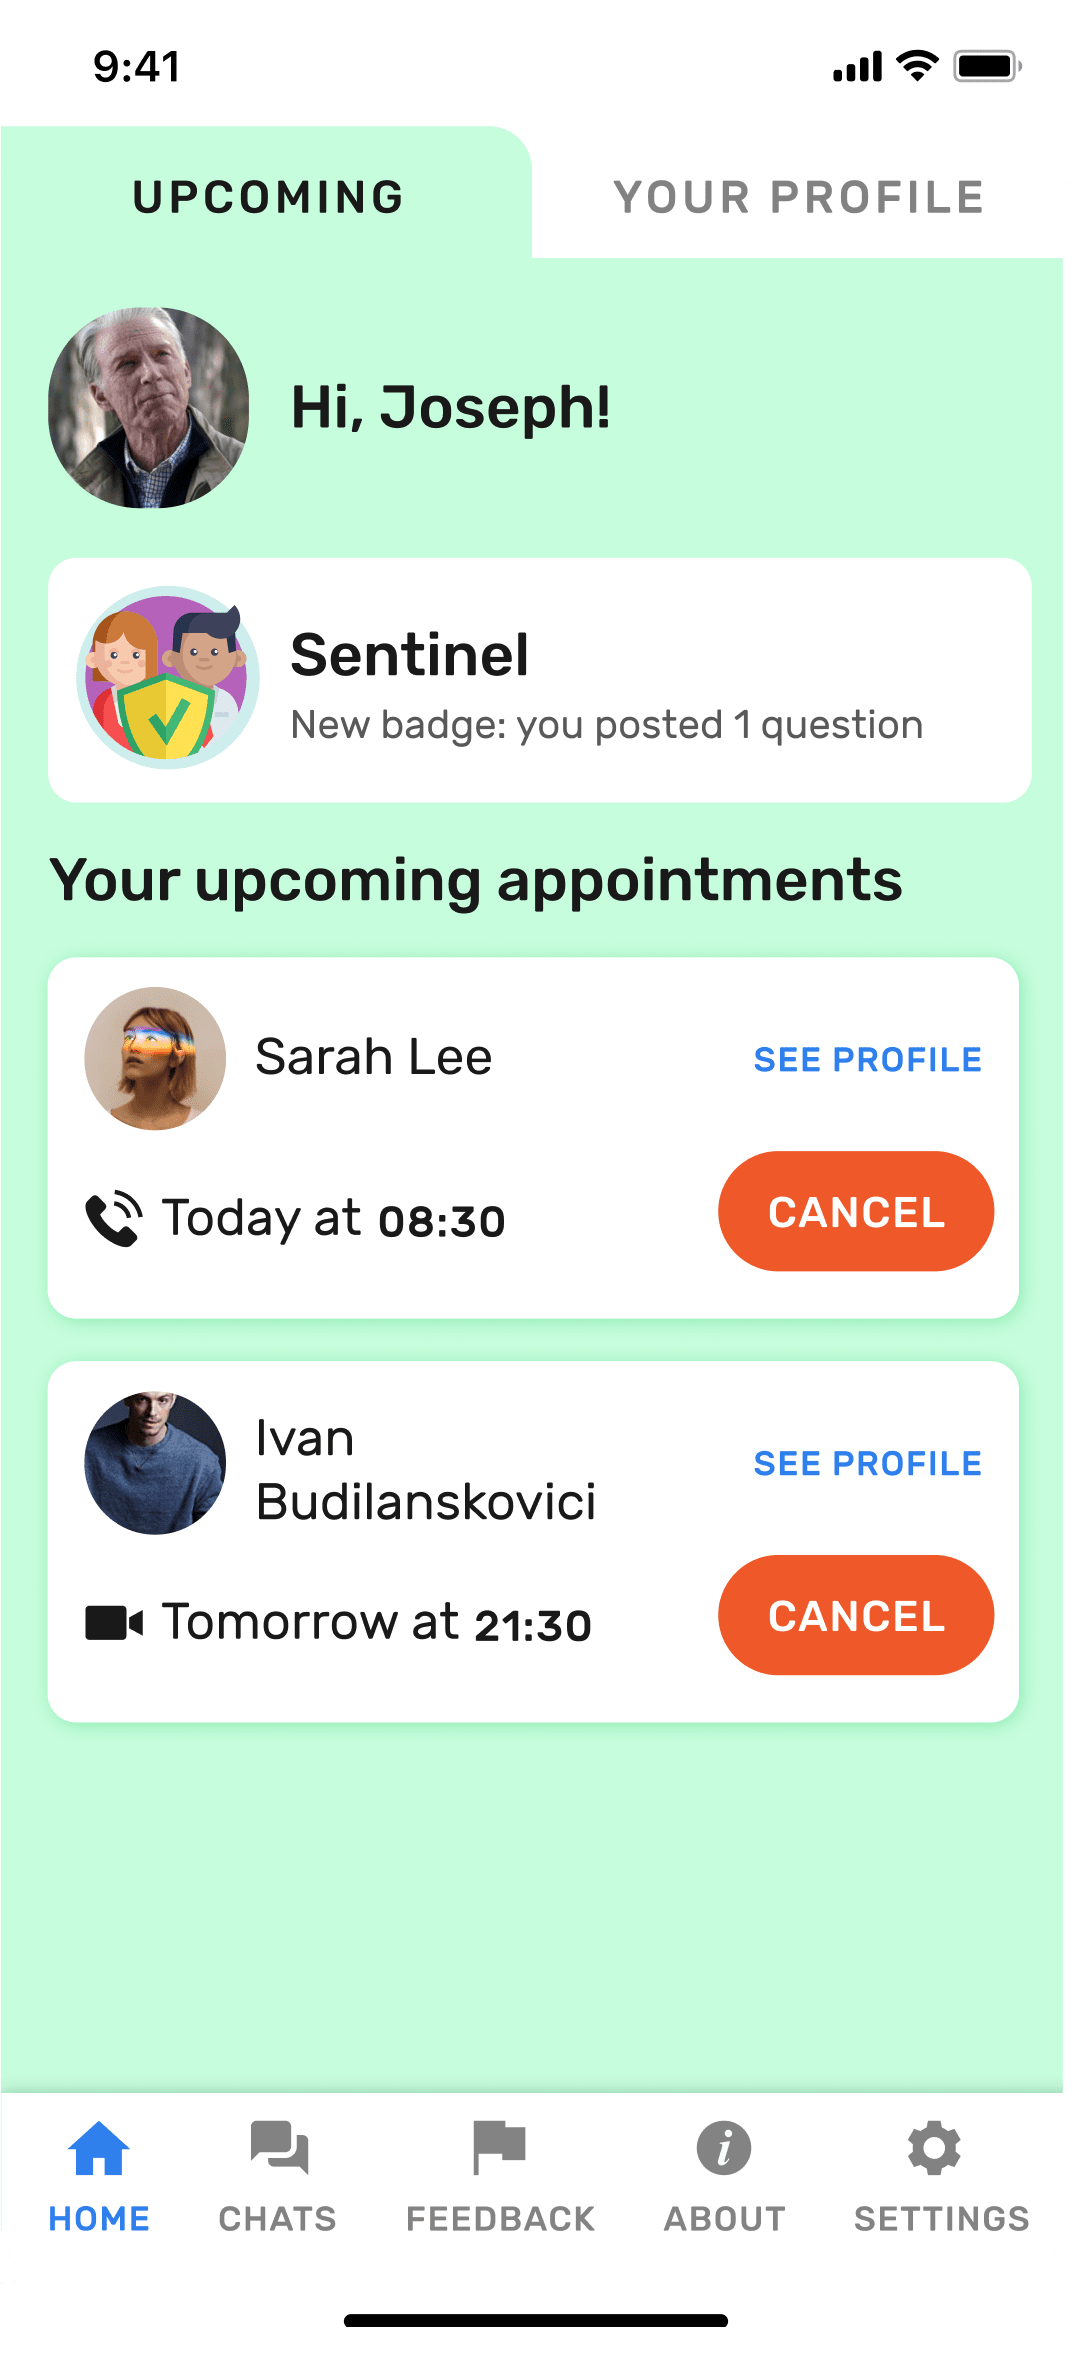 9:41
UPCOMING
YOUR PROFILE
Hi, Joseph!
Sentinel
New badge: you posted 1 question
Your upcoming appointments
Sarah Lee
SEE PROFILE
Today at 08:30
CANCEL
Ivan
Budilanskovici
SEE PROFILE
Tomorrow at 21:30
CANCEL
HOME
CHATS
FEEDBACK
ABOUT
SETTINGS